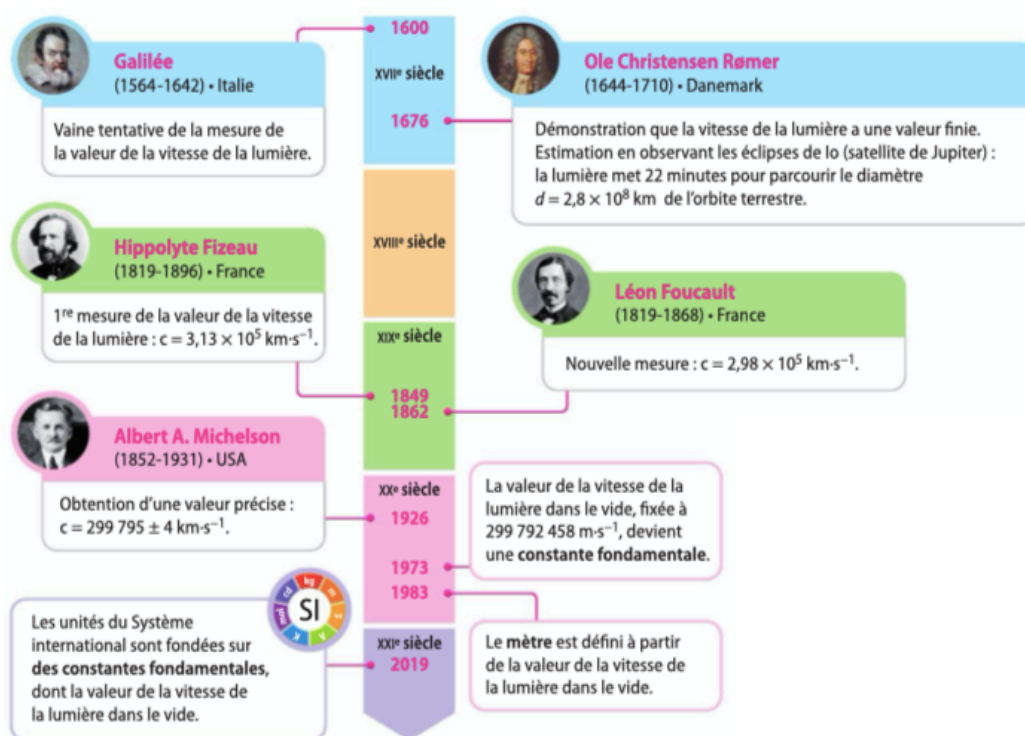 1600
Galilée
(1564-1642) • Italie
Vaine tentative de la mesure de
la valeur de la vitesse de la lumière.
XVIIe siècle
Ole Christensen Rømer
(1644-1710) • Danemark
1676
Démonstration que la vitesse de la lumière a une valeur finie.
Estimation en observant les éclipses de Io (satellite de Jupiter) :
la lumière met 22 minutes pour parcourir le diamètre
d = 2,8 × 10⁸ km de l'orbite terrestre.
XVIIIe siècle
Hippolyte Fizeau
(1819-1896) • France
1re mesure de la valeur de la vitesse
de la lumière : c = 3,13 × 10⁵ km·s⁻¹.
Léon Foucault
(1819-1868) • France
Nouvelle mesure : c = 2,98 × 10⁵ km·s⁻¹.
XIXe siècle
1849
1862
Albert A. Michelson
(1852-1931) • USA
Obtention d'une valeur précise :
c = 299 795 ± 4 km·s⁻¹.
XXe siècle
1926
1973
1983
La valeur de la vitesse de la
lumière dans le vide, fixée à
299 792 458 m·s⁻¹, devient
une constante fondamentale.
Le mètre est défini à partir
de la valeur de la vitesse de
la lumière dans le vide.
SI
kg
m
s
A
K
mol
cd
Les unités du Système
international sont fondées sur
des constantes fondamentales,
dont la valeur de la vitesse de
la lumière dans le vide.
XXIe siècle
2019